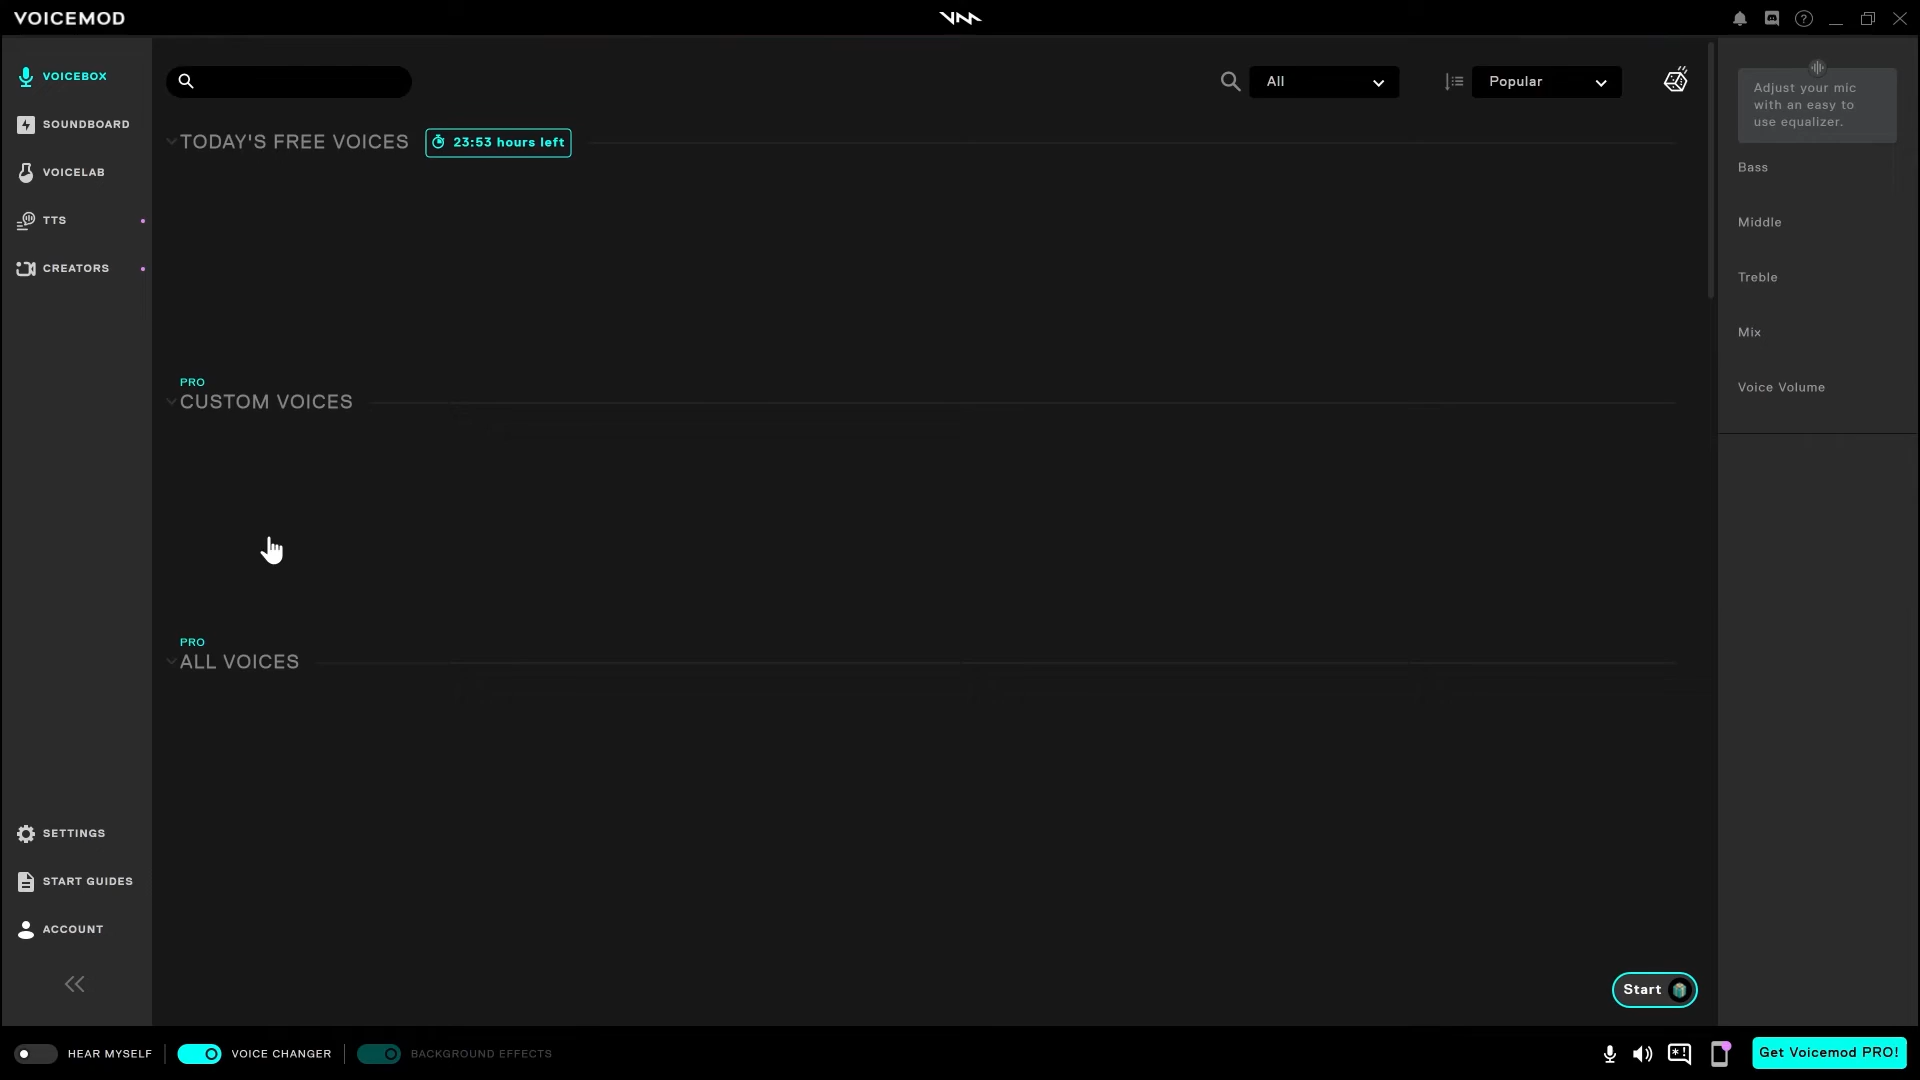 VOICEMOD
VOICEBOX
SOUNDBOARD
VOICELAB
TTS
CREATORS
SETTINGS
START GUIDES
ACCOUNT
All
Popular
TODAY'S FREE VOICES
23:53 hours left
PRO
CUSTOM VOICES
PRO
ALL VOICES
Start
Adjust your mic
with an easy to
use equalizer.
Bass
Middle
Treble
Mix
Voice Volume
HEAR MYSELF
VOICE CHANGER
BACKGROUND EFFECTS
Get Voicemod PRO!